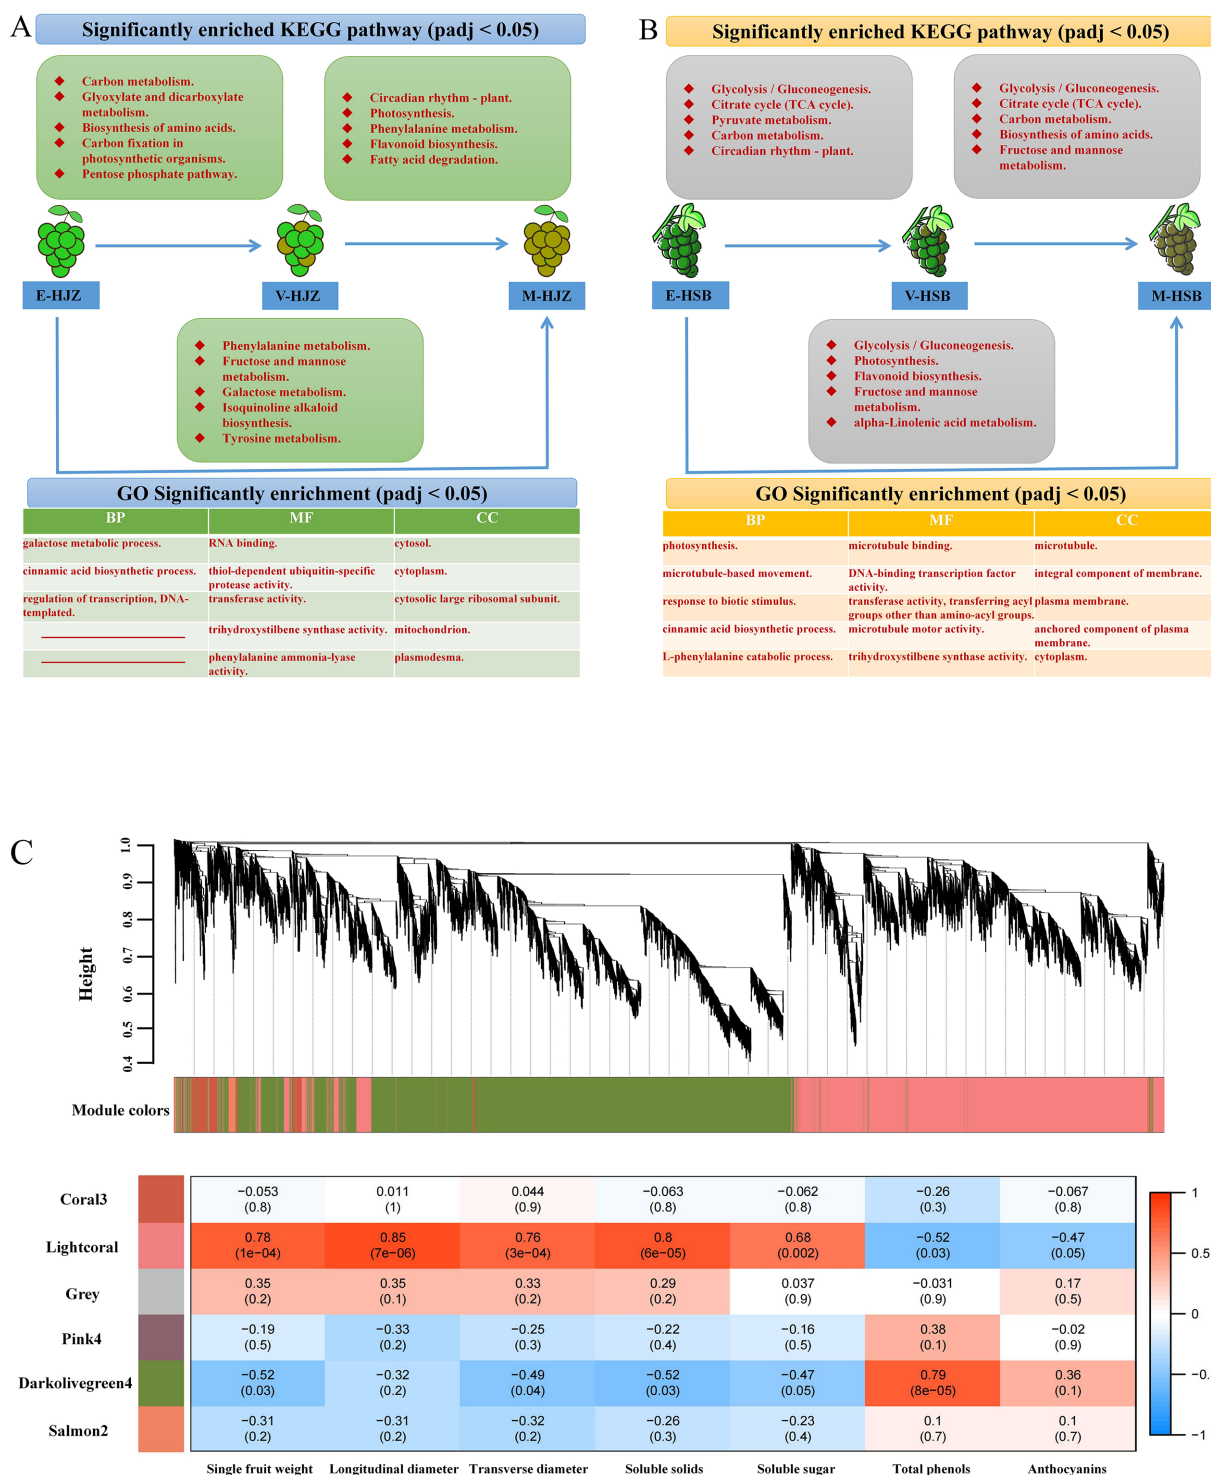 A
Significantly enriched KEGG pathway (padj < 0.05)
Carbon metabolism.
Glyoxylate and dicarboxylate
metabolism.
Biosynthesis of amino acids.
Carbon fixation in
photosynthetic organisms.
Pentose phosphate pathway.
Circadian rhythm - plant.
Photosynthesis.
Phenylalanine metabolism.
Flavonoid biosynthesis.
Fatty acid degradation.
E-HJZ
V-HJZ
M-HJZ
Phenylalanine metabolism.
Fructose and mannose
metabolism.
Galactose metabolism.
Isoquinoline alkaloid
biosynthesis.
Tyrosine metabolism.
GO Significantly enrichment (padj < 0.05)
BP MF CC
galactose metabolic process. RNA binding. cytosol.
cinnamic acid biosynthetic process. thiol-dependent ubiquitin-specific cytoplasm.
protease activity.
regulation of transcription, DNA- transferase activity. cytosolic large ribosomal subunit.
templated.
trihydroxystilbene synthase activity. mitochondrion.
phenylalanine ammonia-lyase plasmodesma.
activity.
B
Significantly enriched KEGG pathway (padj < 0.05)
Glycolysis / Gluconeogenesis.
Citrate cycle (TCA cycle).
Pyruvate metabolism.
Carbon metabolism.
Circadian rhythm - plant.
Glycolysis / Gluconeogenesis.
Citrate cycle (TCA cycle).
Carbon metabolism.
Biosynthesis of amino acids.
Fructose and mannose
metabolism.
E-HSB
V-HSB
M-HSB
Glycolysis / Gluconeogenesis.
Photosynthesis.
Flavonoid biosynthesis.
Fructose and mannose
metabolism.
alpha-Linolenic acid metabolism.
GO Significantly enrichment (padj < 0.05)
BP MF CC
photosynthesis. microtubule binding. microtubule.
microtubule-based movement. DNA-binding transcription factor integral component of membrane.
activity.
response to biotic stimulus. transferase activity, transferring acyl plasma membrane.
groups other than amino-acyl groups.
cinnamic acid biosynthetic process. microtubule motor activity. anchored component of plasma
membrane.
L-phenylalanine catabolic process. trihydroxystilbene synthase activity. cytoplasm.
C
Height
1.0
0.9
0.8
0.7
0.6
0.5
0.4
Module colors
Coral3 −0.053 0.011 0.044 −0.063 −0.062 −0.26 −0.067
(0.8) (1) (0.9) (0.8) (0.8) (0.3) (0.8)
Lightcoral 0.78 0.85 0.76 0.8 0.68 −0.52 −0.47
(1e−04) (7e−06) (3e−04) (6e−05) (0.002) (0.03) (0.05)
Grey 0.35 0.35 0.33 0.29 0.037 −0.031 0.17
(0.2) (0.1) (0.2) (0.2) (0.9) (0.9) (0.5)
Pink4 −0.19 −0.33 −0.25 −0.22 −0.16 0.38 −0.02
(0.5) (0.2) (0.3) (0.4) (0.5) (0.1) (0.9)
Darkolivegreen4 −0.52 −0.32 −0.49 −0.52 −0.47 0.79 0.36
(0.03) (0.2) (0.04) (0.03) (0.05) (8e−05) (0.1)
Salmon2 −0.31 −0.31 −0.32 −0.26 −0.23 0.1 0.1
(0.2) (0.2) (0.2) (0.3) (0.4) (0.7) (0.7)
Single fruit weight Longitudinal diameter Transverse diameter Soluble solids Soluble sugar Total phenols Anthocyanins
1
0.5
0
−0.
−1